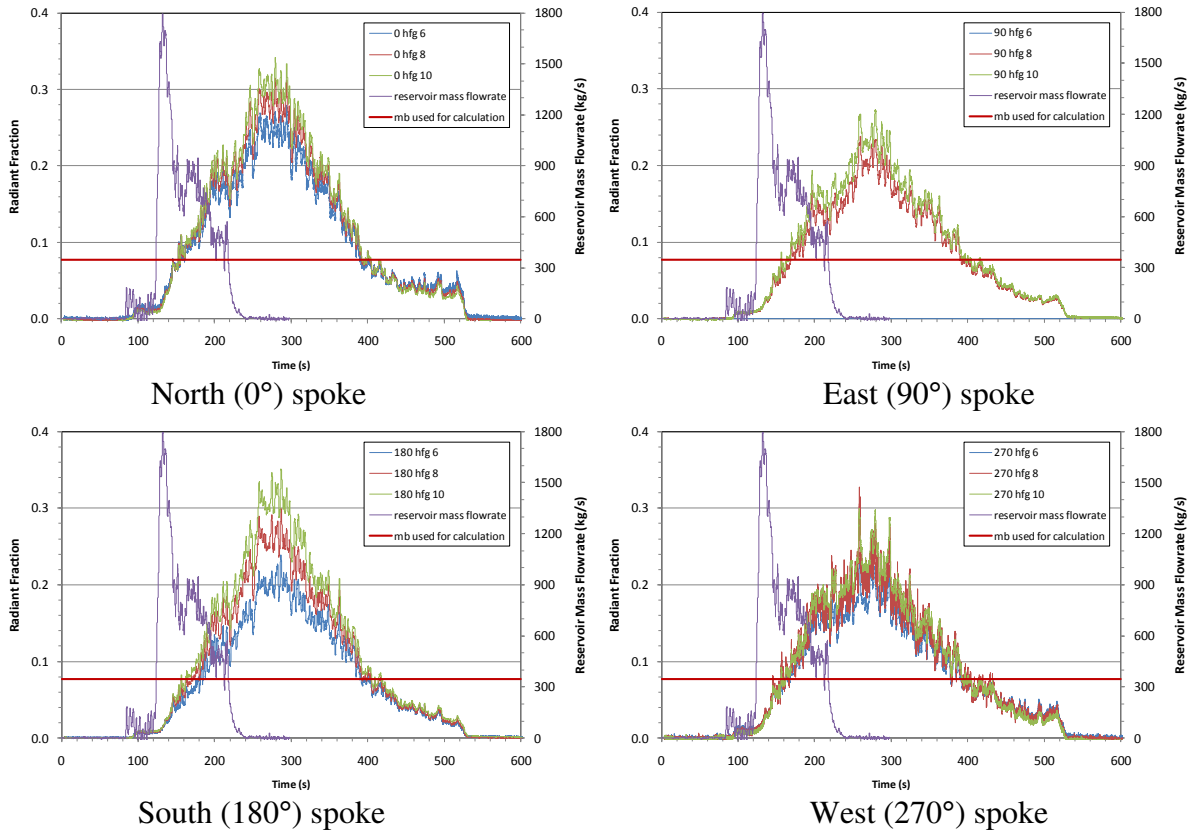 0.4
0.3
0.2
0.1
0.0
Radiant Fraction
1800
1500
1200
900
600
300
0
Reservoir Mass Flowrate (kg/s)
0 hfg 6
0 hfg 8
0 hfg 10
reservoir mass flowrate
mb used for calculation
0 100 200 300 400 500 600
Time (s)
North (0°) spoke
0.4
0.3
0.2
0.1
0.0
Radiant Fraction
1800
1500
1200
900
600
300
0
Reservoir Mass Flowrate (kg/s)
90 hfg 6
90 hfg 8
90 hfg 10
reservoir mass flowrate
mb used for calculation
0 100 200 300 400 500 600
Time (s)
East (90°) spoke
0.4
0.3
0.2
0.1
0.0
Radiant Fraction
1800
1500
1200
900
600
300
0
Reservoir Mass Flowrate (kg/s)
180 hfg 6
180 hfg 8
180 hfg 10
reservoir mass flowrate
mb used for calculation
0 100 200 300 400 500 600
Time (s)
South (180°) spoke
0.4
0.3
0.2
0.1
0.0
Radiant Fraction
1800
1500
1200
900
600
300
0
Reservoir Mass Flowrate (kg/s)
270 hfg 6
270 hfg 8
270 hfg 10
reservoir mass flowrate
mb used for calculation
0 100 200 300 400 500 600
Time (s)
West (270°) spoke